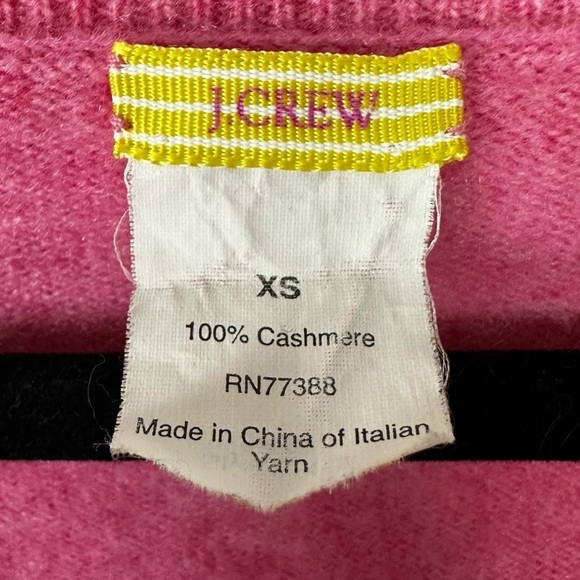 J.CREW
XS
100% Cashmere
RN77388
Made in China of Italian
Yarn